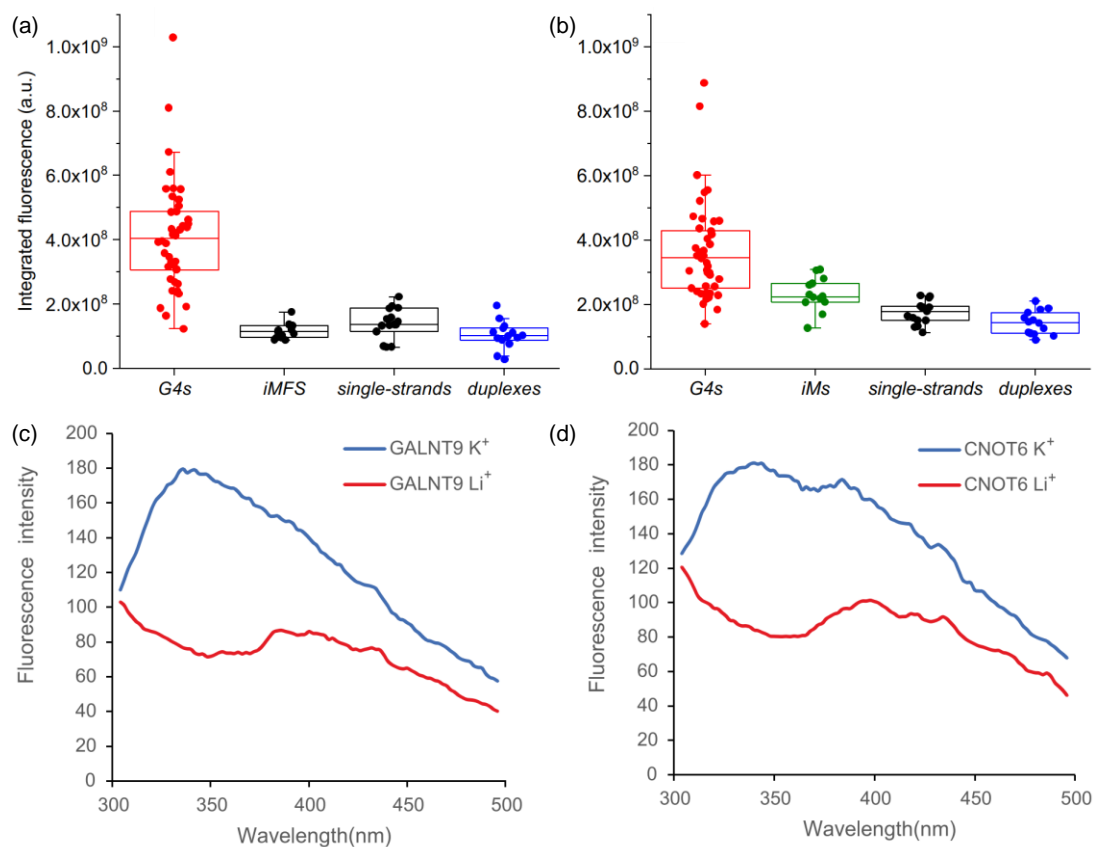 (a)
Integrated fluorescence (a.u.)
1.0x10⁹
8.0x10⁸
6.0x10⁸
4.0x10⁸
2.0x10⁸
0.0
G4s iMFS single-strands duplexes
(b)
1.0x10⁹
8.0x10⁸
6.0x10⁸
4.0x10⁸
2.0x10⁸
0.0
G4s iMs single-strands duplexes
(c)
Fluorescence intensity
200
180
160
140
120
100
80
60
40
20
0
GALNT9 K⁺
GALNT9 Li⁺
300 350 400 450 500
Wavelength(nm)
(d)
Fluorescence intensity
200
180
160
140
120
100
80
60
40
20
0
CNOT6 K⁺
CNOT6 Li⁺
300 350 400 450 500
Wavelength(nm)